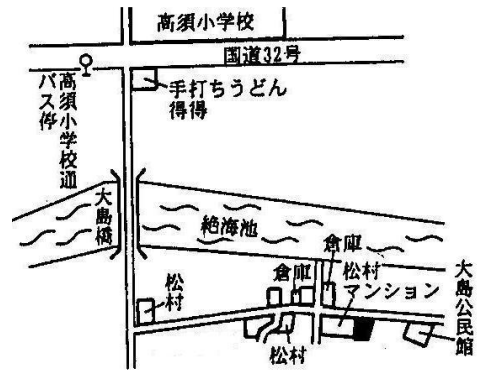 高須小学校
国道32号
手打ちうどん
得得
高須小学校通
バス停
大島橋
絶海池
倉庫
松村
マンション
倉庫
松村
松村
大島公民館